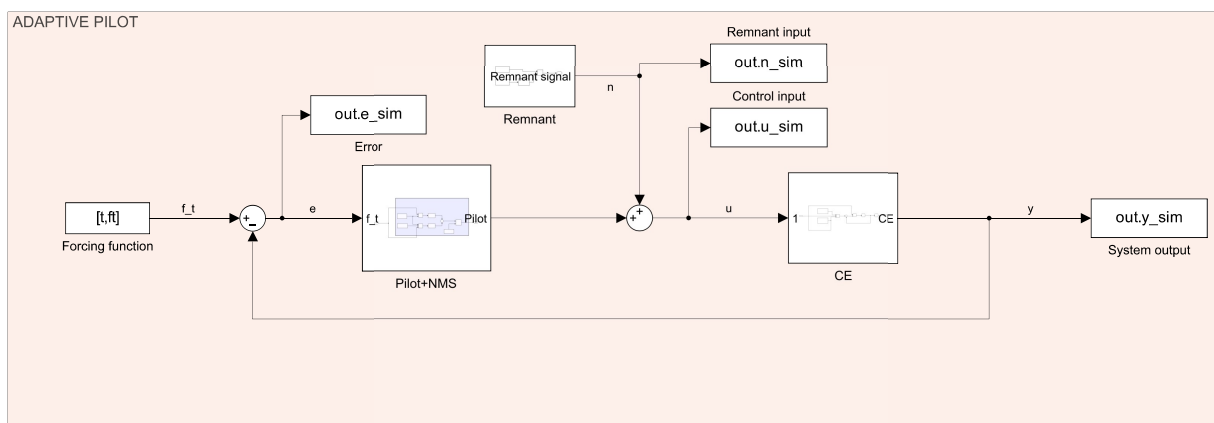 ADAPTIVE PILOT
Remnant input
out.n_sim
Remnant signal
n
Remnant
Control input
out.u_sim
out.e_sim
Error
[t,ft]
f_t
Forcing function
+
–
e
f_t
Pilot
Pilot+NMS
+
+
u
1
CE
CE
y
out.y_sim
System output